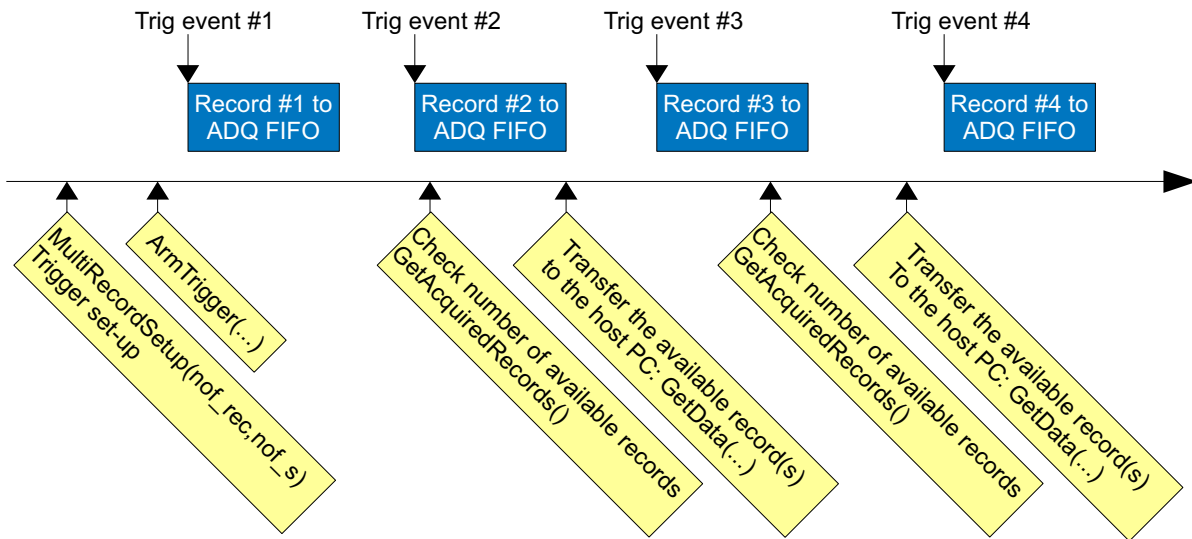 Trig event #1
Trig event #2
Trig event #3
Trig event #4
Record #1 to
ADQ FIFO
Record #2 to
ADQ FIFO
Record #3 to
ADQ FIFO
Record #4 to
ADQ FIFO
MultiRecordSetup(nof_rec,nof_s)
Trigger set-up
ArmTrigger(...)
Check number of available records
GetAcquiredRecords()
Transfer the available record(s)
to the host PC: GetData(...)
Check number of available records
GetAcquiredRecords()
Transfer the available record(s)
To the host PC: GetData(...)